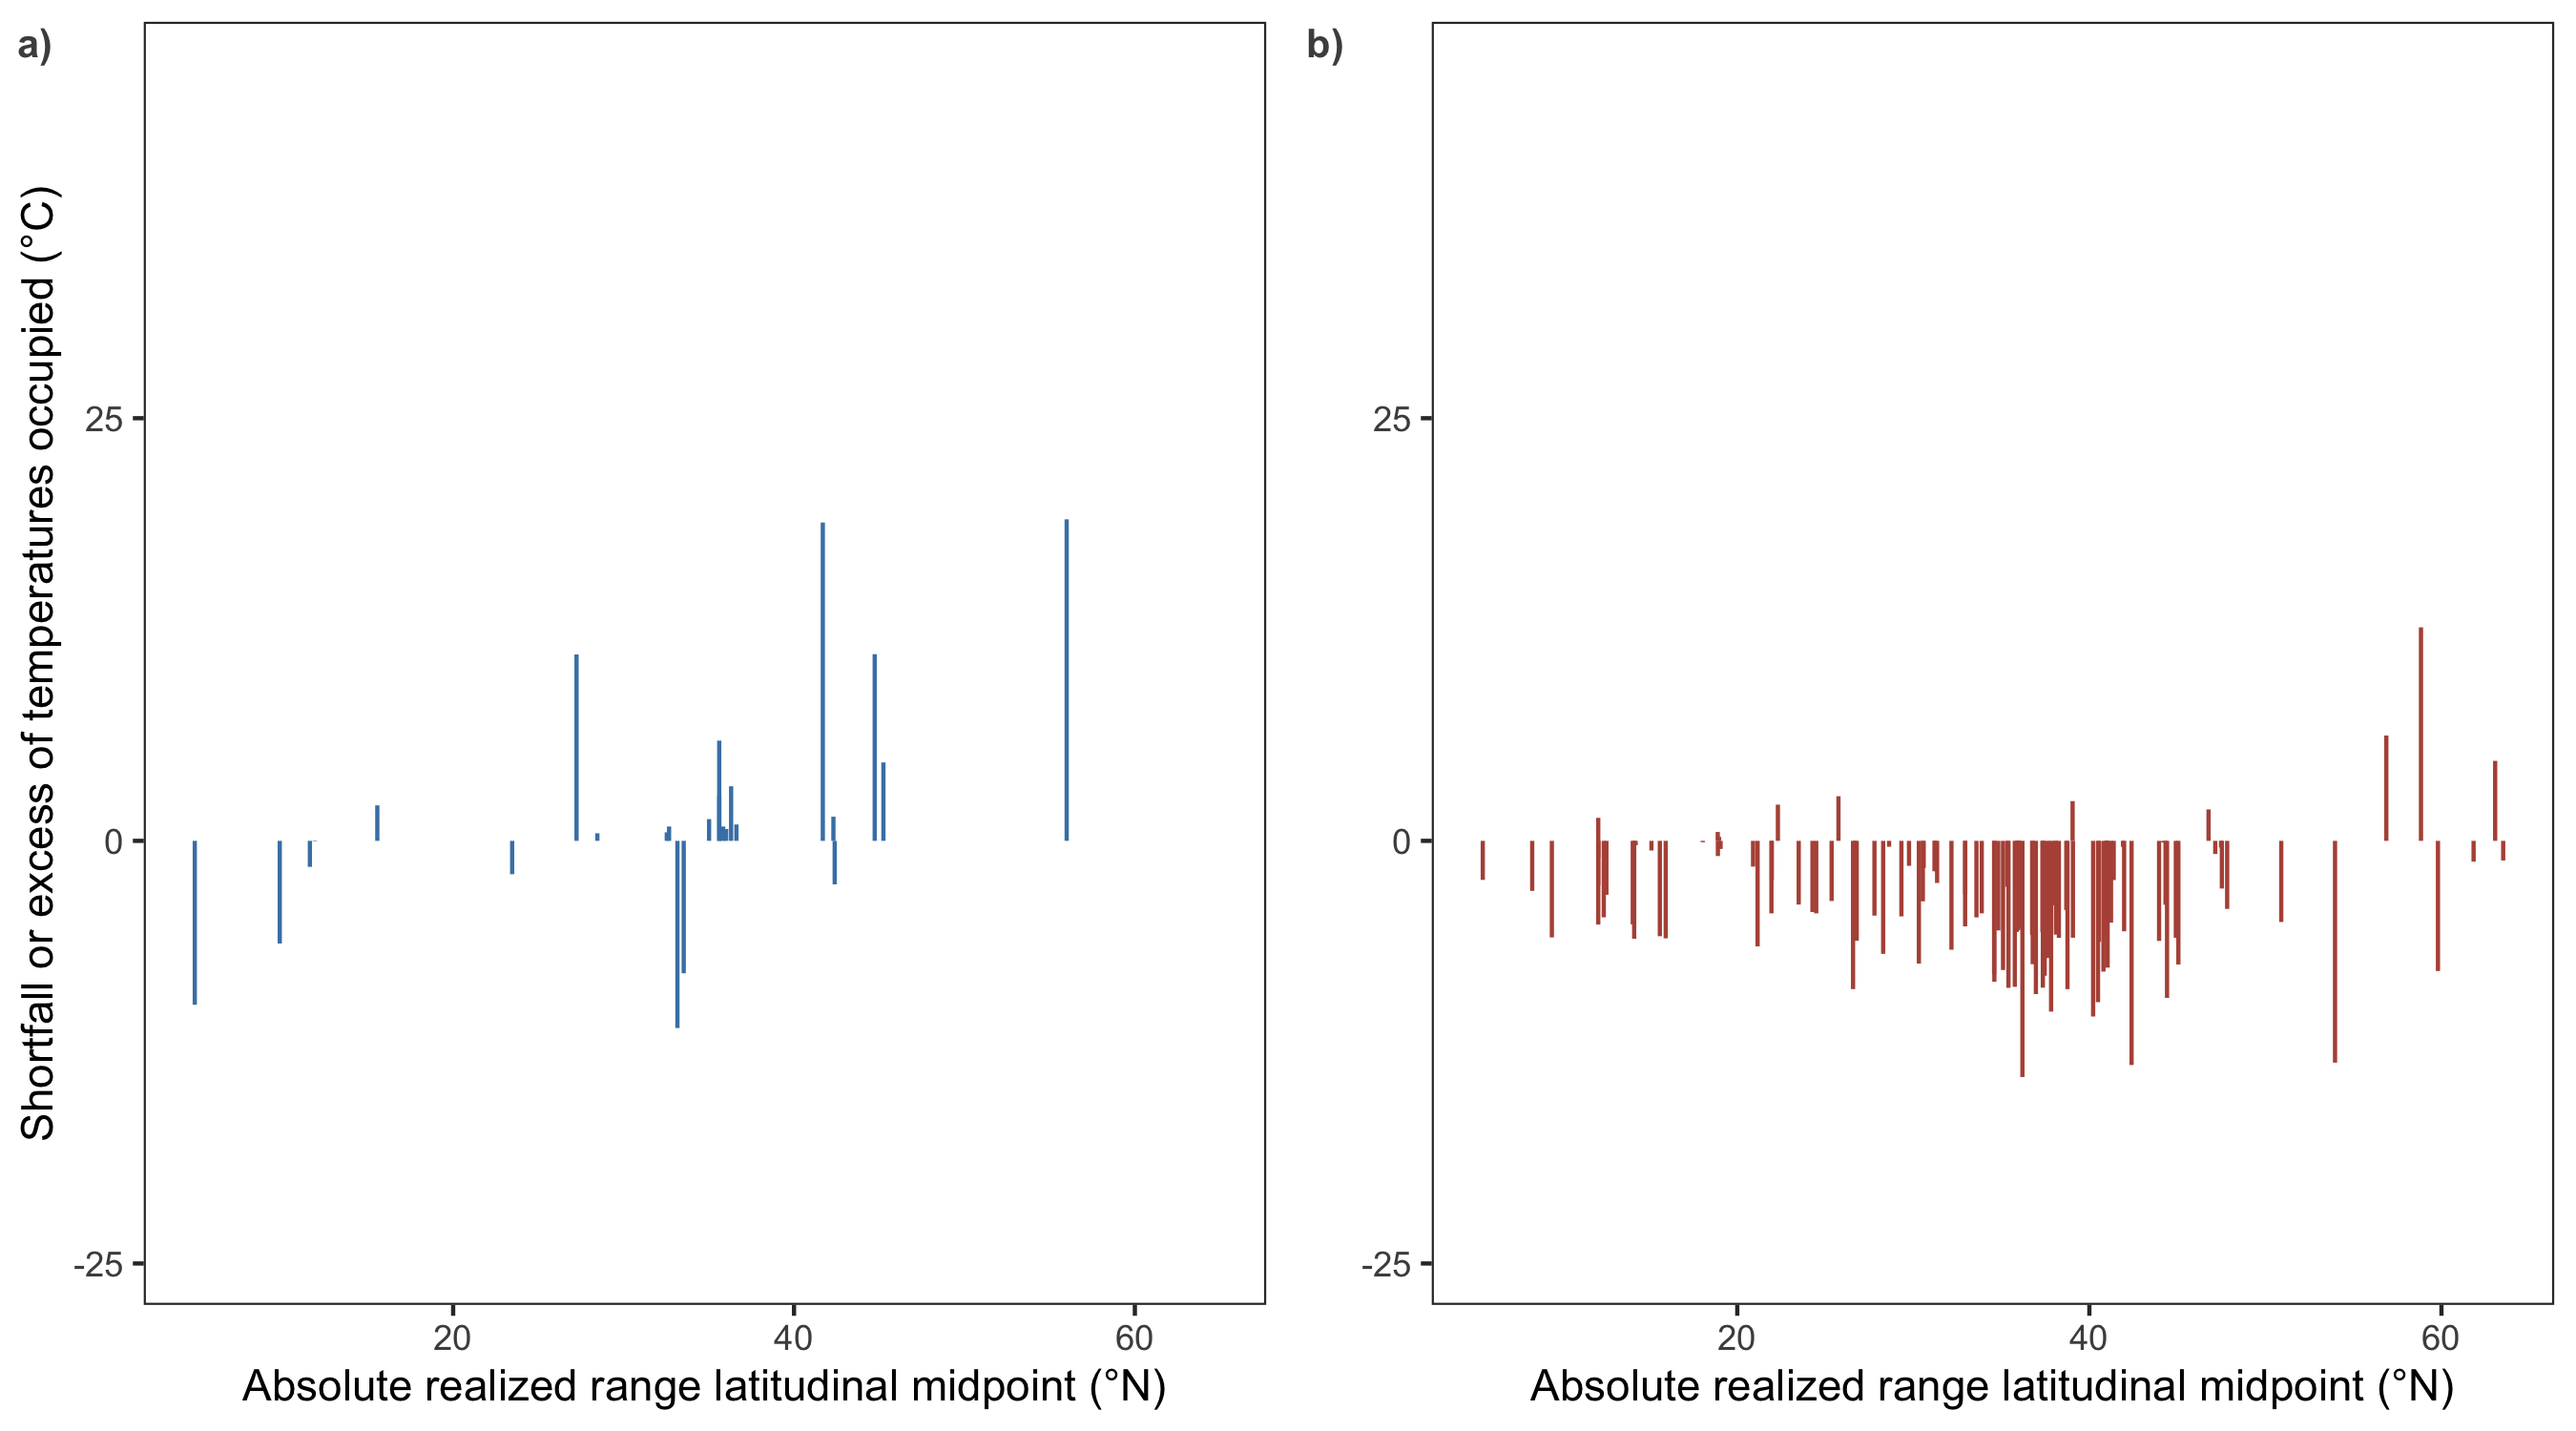 a)
Shortfall or excess of temperatures occupied (°C)
25
0
-25
20 40 60
Absolute realized range latitudinal midpoint (°N)
b)
25
0
-25
20 40 60
Absolute realized range latitudinal midpoint (°N)